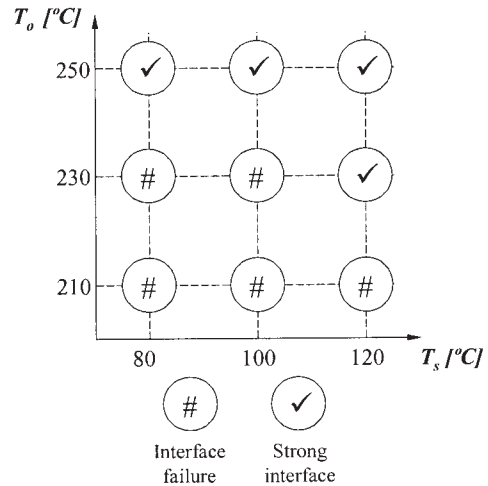 T_o [°C]
250 ✓ ✓ ✓
230 # # ✓
210 # # #
80 100 120 T_s [°C]
# ✓
Interface failure
Strong interface